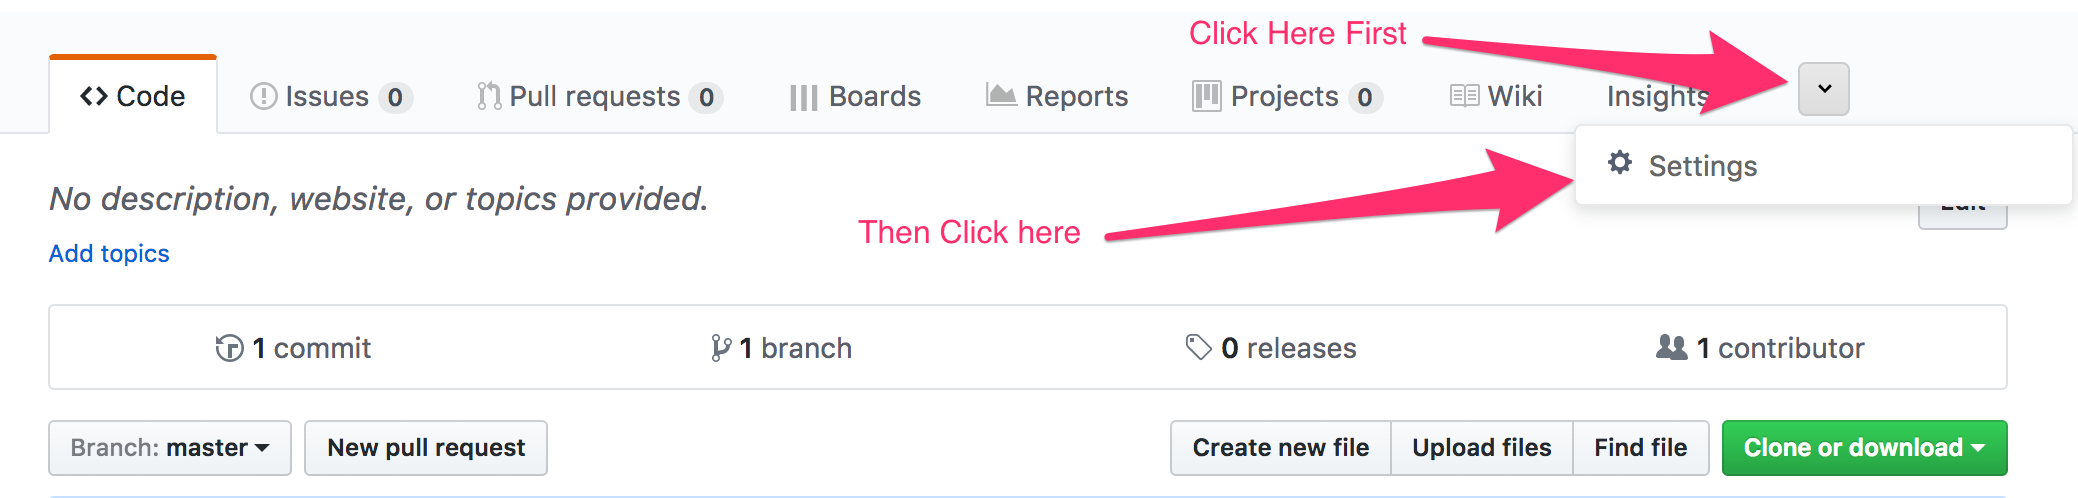 Click Here First
Code Issues 0 Pull requests 0 Boards Reports Projects 0 Wiki Insights
Settings
No description, website, or topics provided.
Edit
Then Click here
Add topics
1 commit 1 branch 0 releases 1 contributor
Branch: master New pull request Create new file Upload files Find file Clone or download